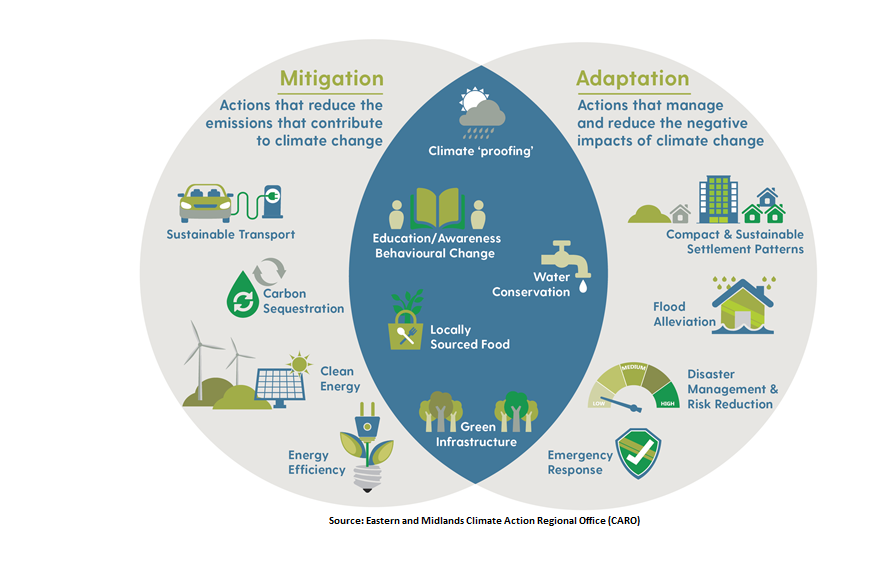 Mitigation
Actions that reduce the
emissions that contribute
to climate change
Sustainable Transport
Carbon
Sequestration
Clean
Energy
Energy
Efficiency
Climate ‘proofing’
Education/Awareness
Behavioural Change
Water
Conservation
Locally
Sourced Food
Green
Infrastructure
Adaptation
Actions that manage
and reduce the negative
impacts of climate change
Compact & Sustainable
Settlement Patterns
Flood
Alleviation
LOW
MEDIUM
HIGH
Disaster
Management &
Risk Reduction
Emergency
Response
Source: Eastern and Midlands Climate Action Regional Office (CARO)